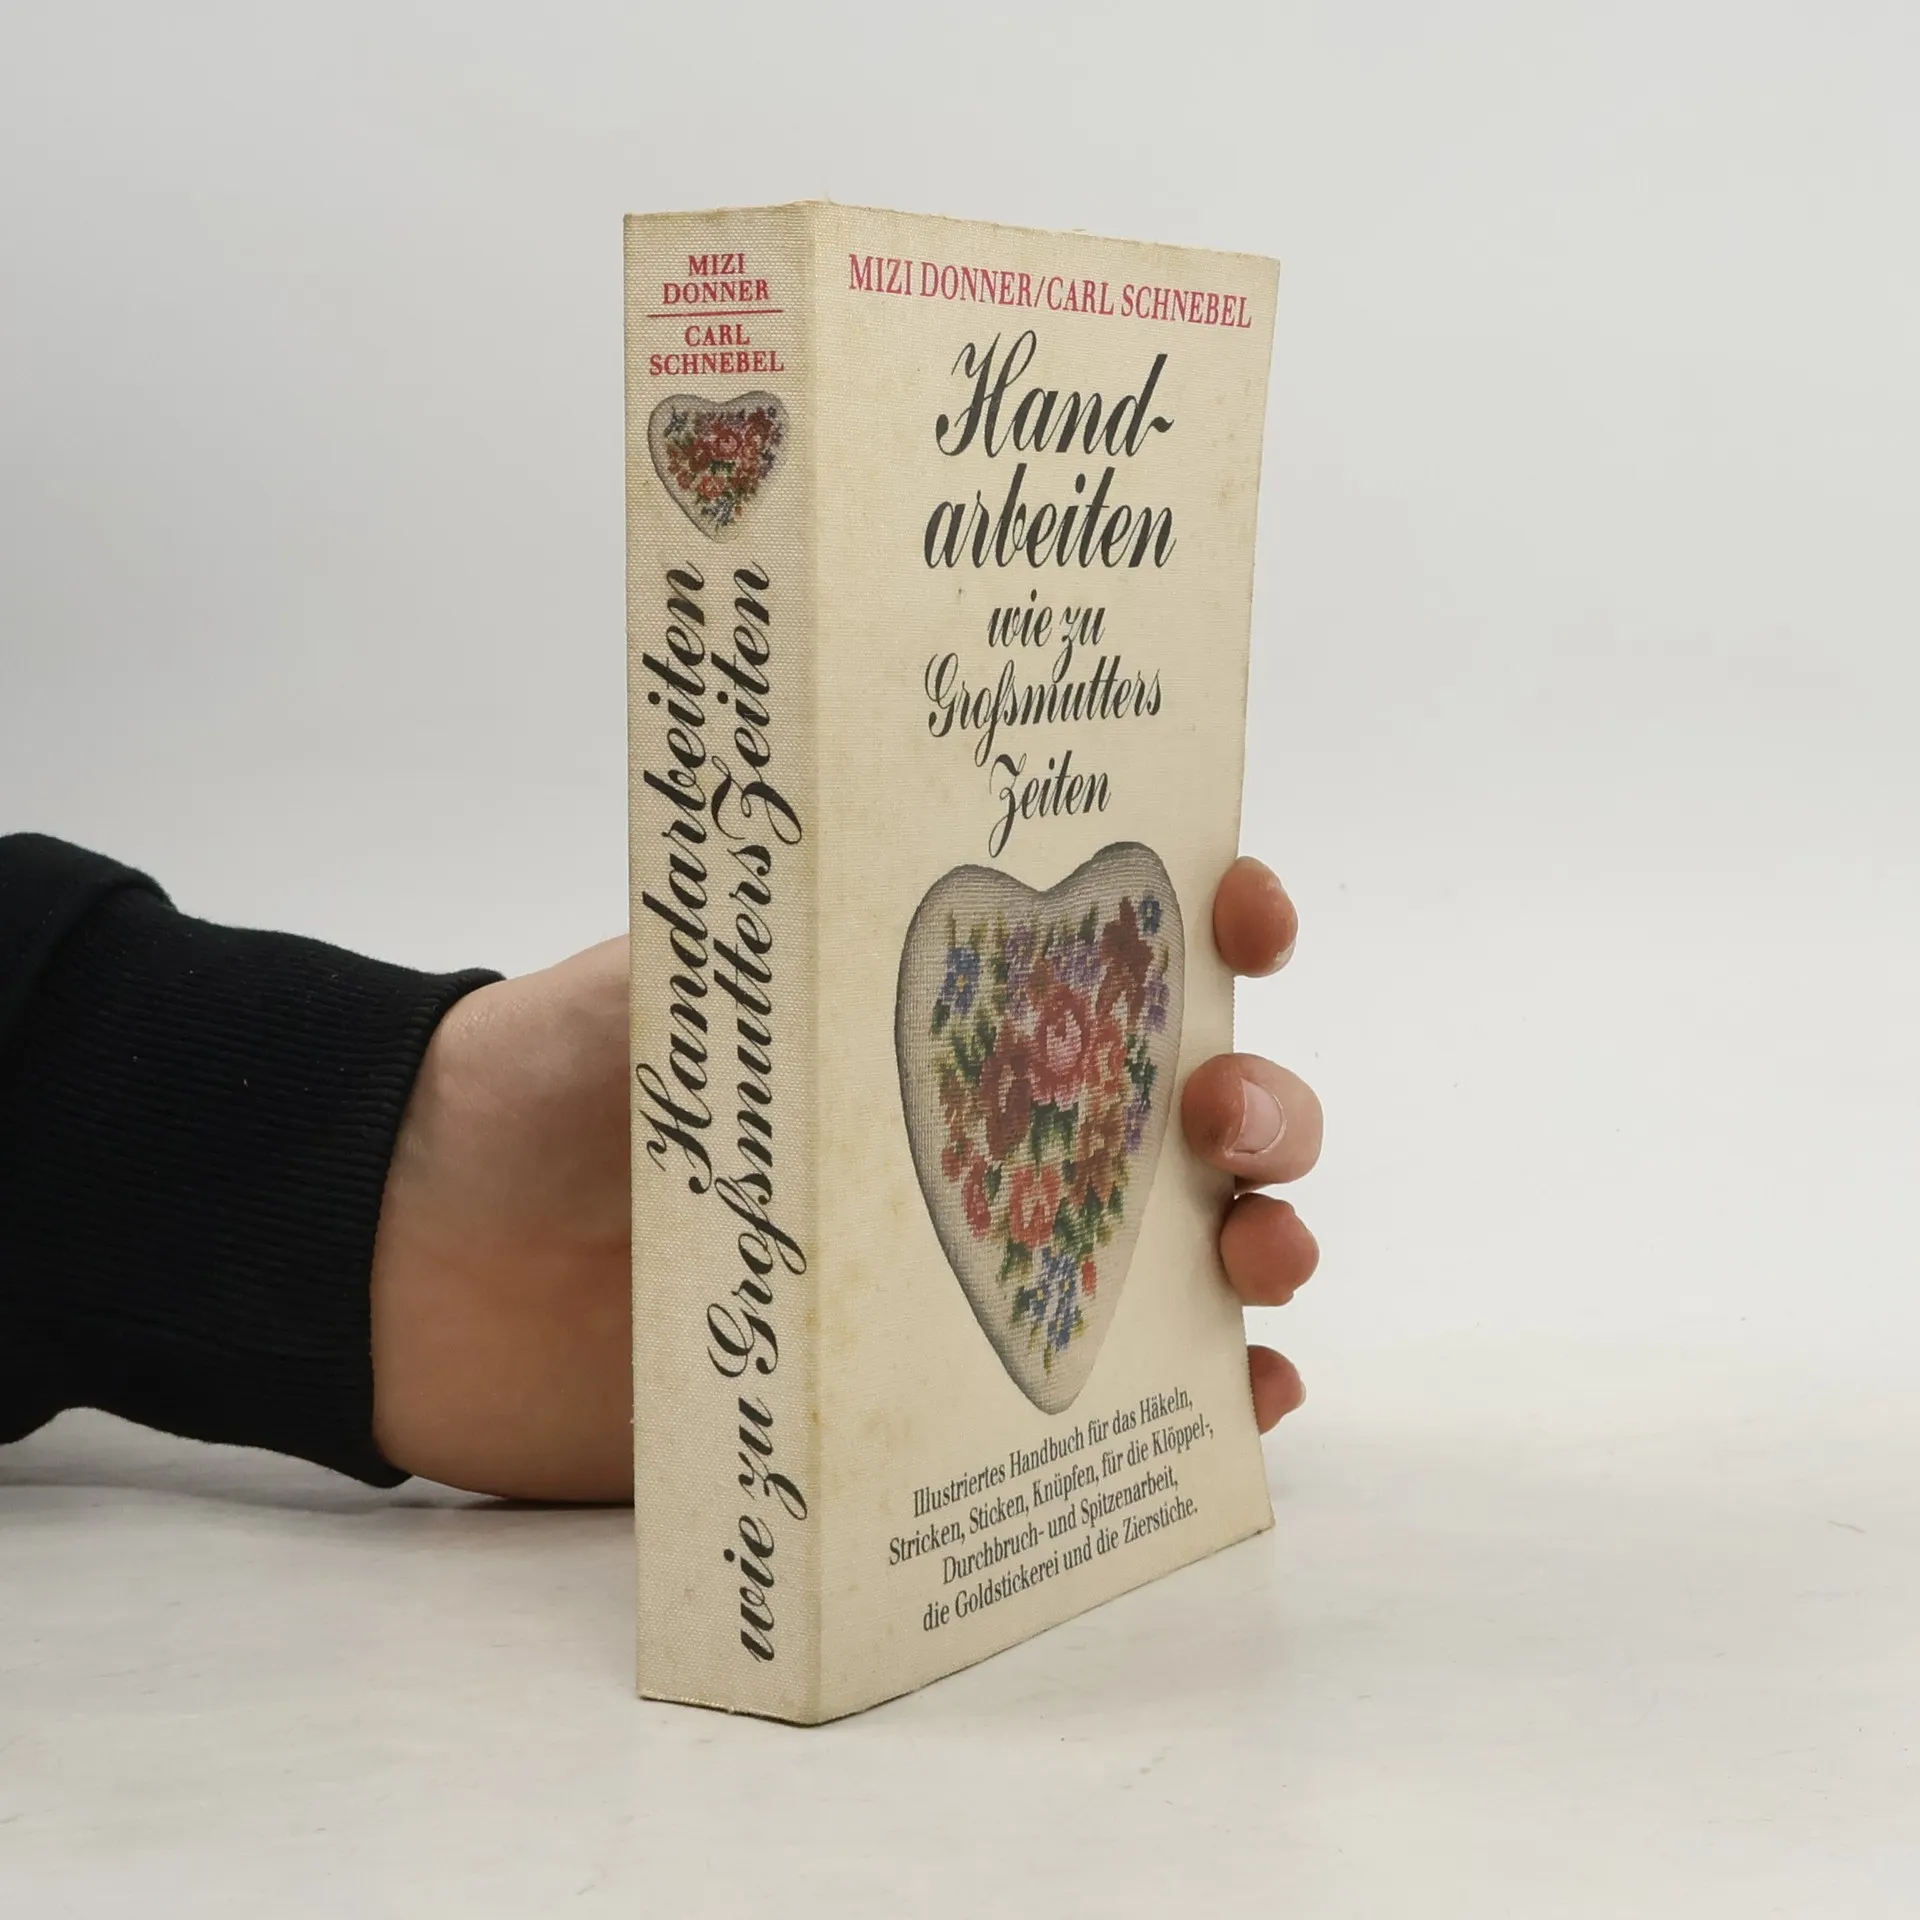 MIZI
DONNER
CARL
SCHNEBEL
Handarbeiten
wie zu Großmutters Zeiten
MIZI DONNER/CARL SCHNEBEL
Hand-
arbeiten
wie zu
Großmutters
Zeiten
Illustriertes Handbuch für das Häkeln,
Stricken, Sticken, Knüpfen, für die Klöppel-,
Durchbruch- und Spitzenarbeit,
die Goldstickerei und die Zierstiche.